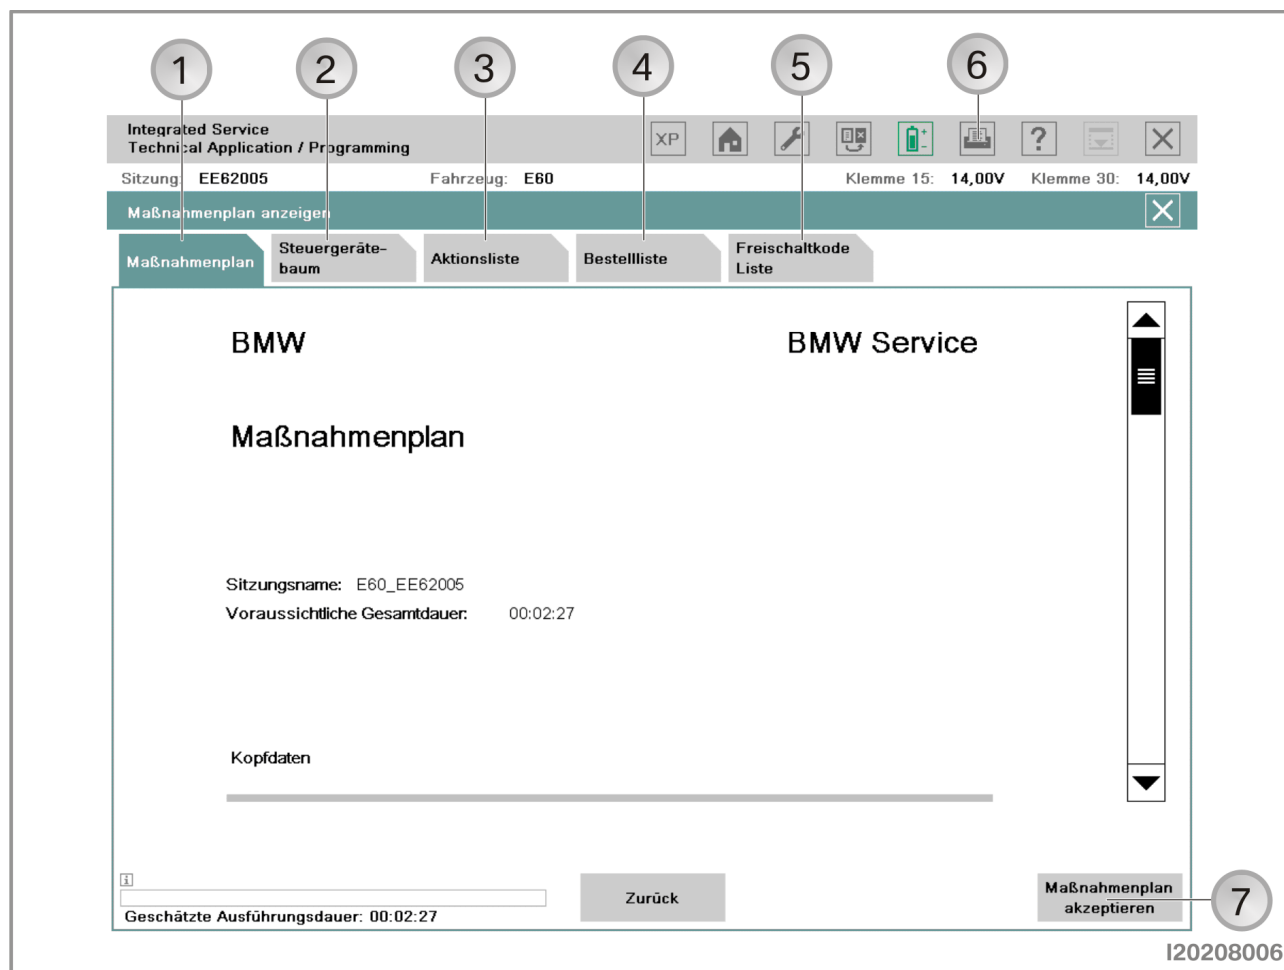 1 2 3 4 5 6
Integrated Service
Technical Application / Programming
XP
?
Sitzung: EE62005 Fahrzeug: E60 Klemme 15: 14,00V Klemme 30: 14,00V
Maßnahmenplan anzeigen
Maßnahmenplan
Steuergeräte-
baum
Aktionsliste
Bestellliste
Freischaltkode
Liste
BMW BMW Service
Maßnahmenplan
Sitzungsname: E60_EE62005
Voraussichtliche Gesamtdauer: 00:02:27
Kopfdaten
i
Geschätzte Ausführungsdauer: 00:02:27
Zurück
Maßnahmenplan
akzeptieren
7
I20208006